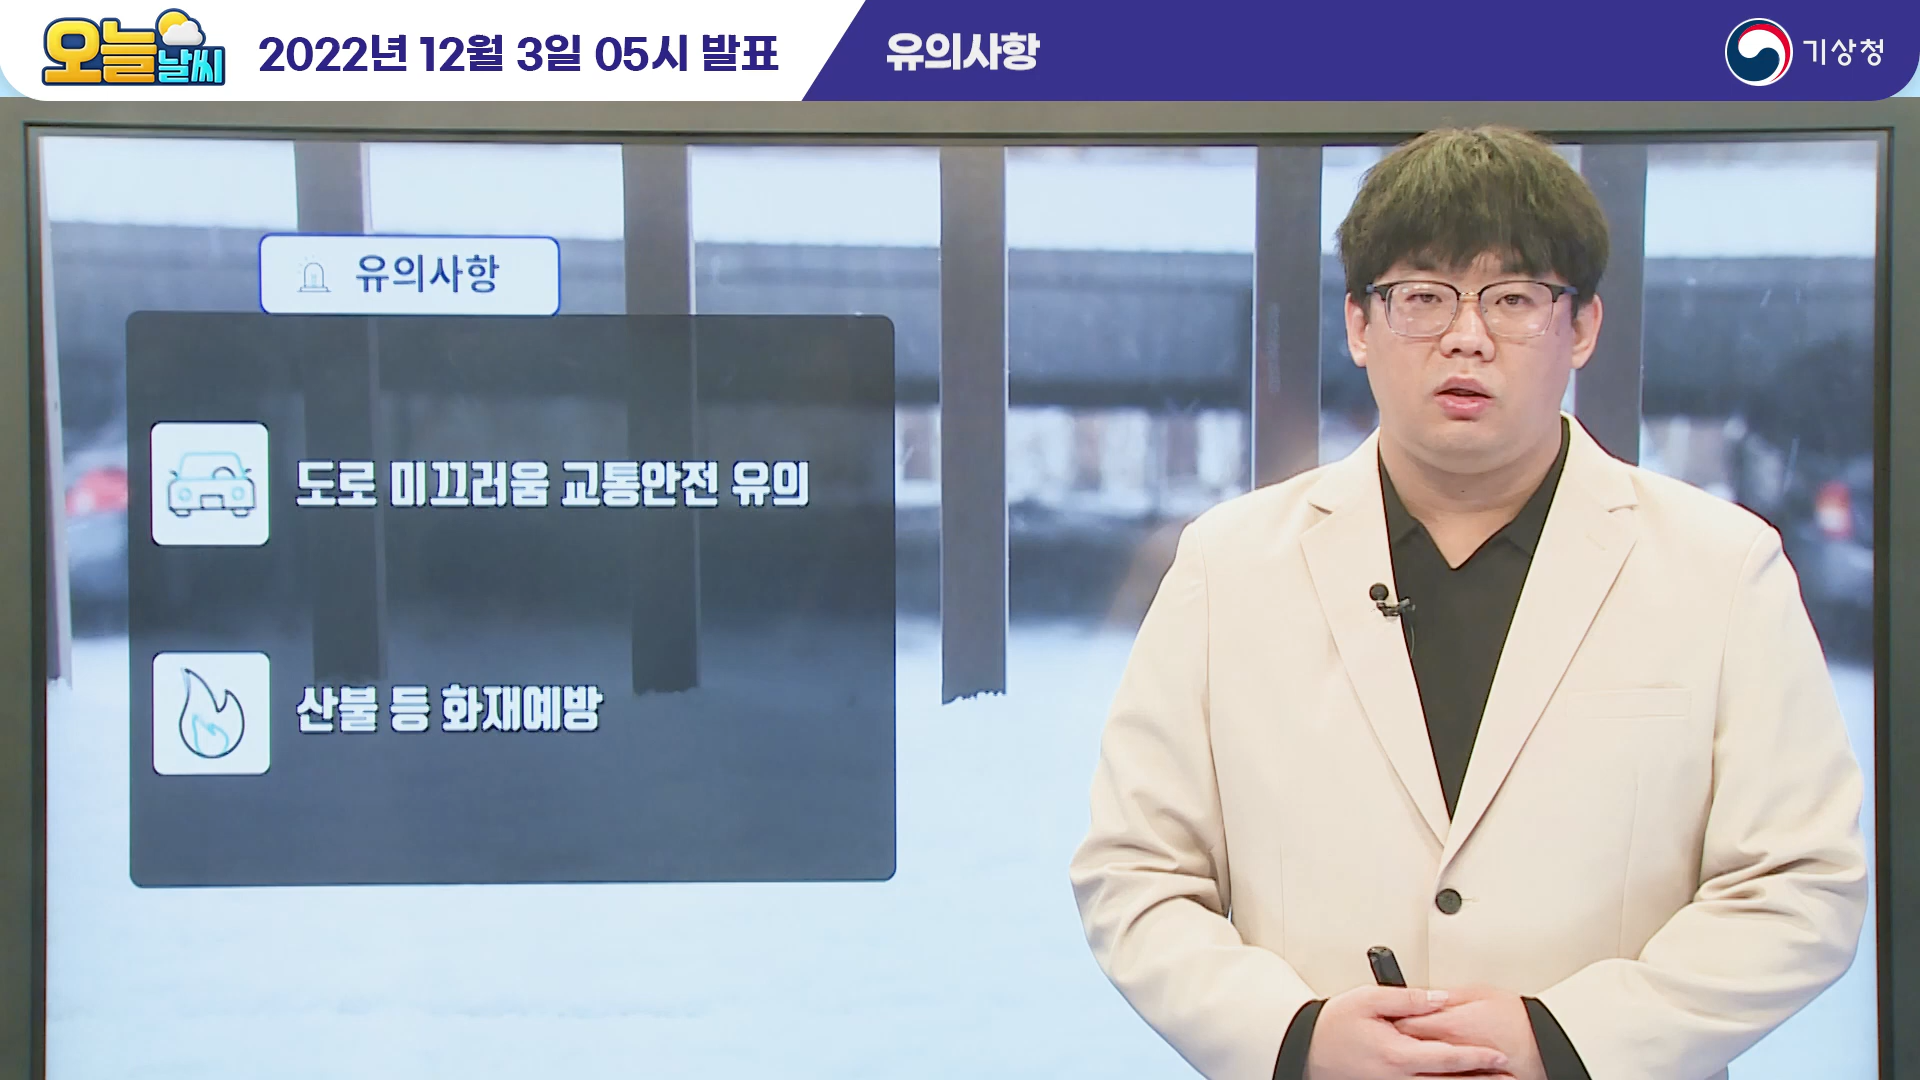 오늘
날씨
2022년 12월 3일 05시 발표
유의사항
기상청
유의사항
도로 미끄러움 교통안전 유의
산불 등 화재예방